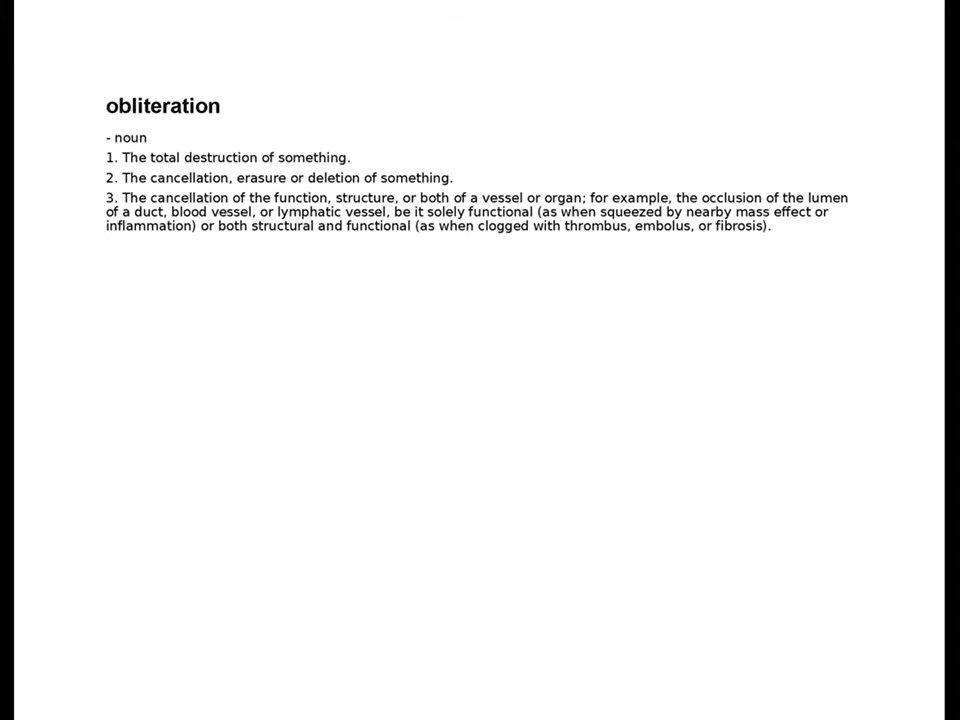 obliteration
- noun
1. The total destruction of something.
2. The cancellation, erasure or deletion of something.
3. The cancellation of the function, structure, or both of a vessel or organ; for example, the occlusion of the lumen
of a duct, blood vessel, or lymphatic vessel, be it solely functional (as when squeezed by nearby mass effect or
inflammation) or both structural and functional (as when clogged with thrombus, embolus, or fibrosis).